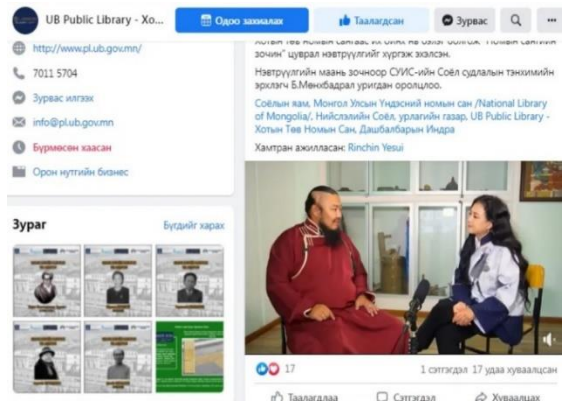 UB Public Library - Хо...
Одоо захиалах
Таалагдсан
Зурвас
http://www.pl.ub.gov.mn/
7011 5704
Зурвас илгээх
info@pl.ub.gov.mn
Бүрмөсөн хаасан
Орон нутгийн бизнес
Зураг
Бүгдийг харах
зочин" цуврал нэвтрүүлгийг хүргэж эхэлсэн.
Нэвтрүүлгийн маань зочноор СУИС-ийн Соёл судлалын тэнхимийн
эрхлэгч Б.Мөнхбадрал уригдан оролцлоо.
Соёлын яам, Монгол Улсын Үндэсний номын сан /National Library
of Mongolia/, Нийслэлийн Соёл, урлагийн газар, UB Public Library -
Хотын Төв Номын Сан, Дашбалбарын Индра
Хамтран ажилласан: Rinchin Yesui
17
1 сэтгэгдэл 17 удаа хуваалцсан
Таалагдлаа
Сэтгэгдэл
Хуваалцах